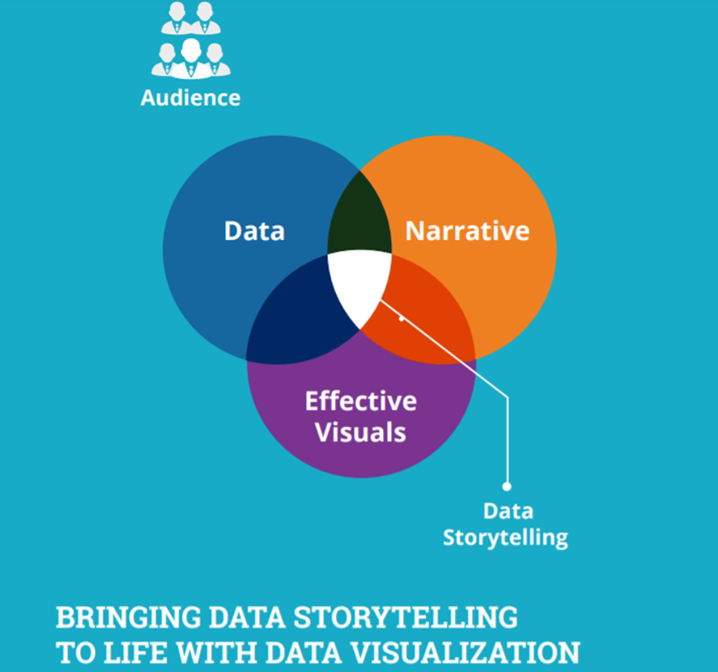 Audience
Data
Narrative
Effective
Visuals
Data
Storytelling
BRINGING DATA STORYTELLING
TO LIFE WITH DATA VISUALIZATION